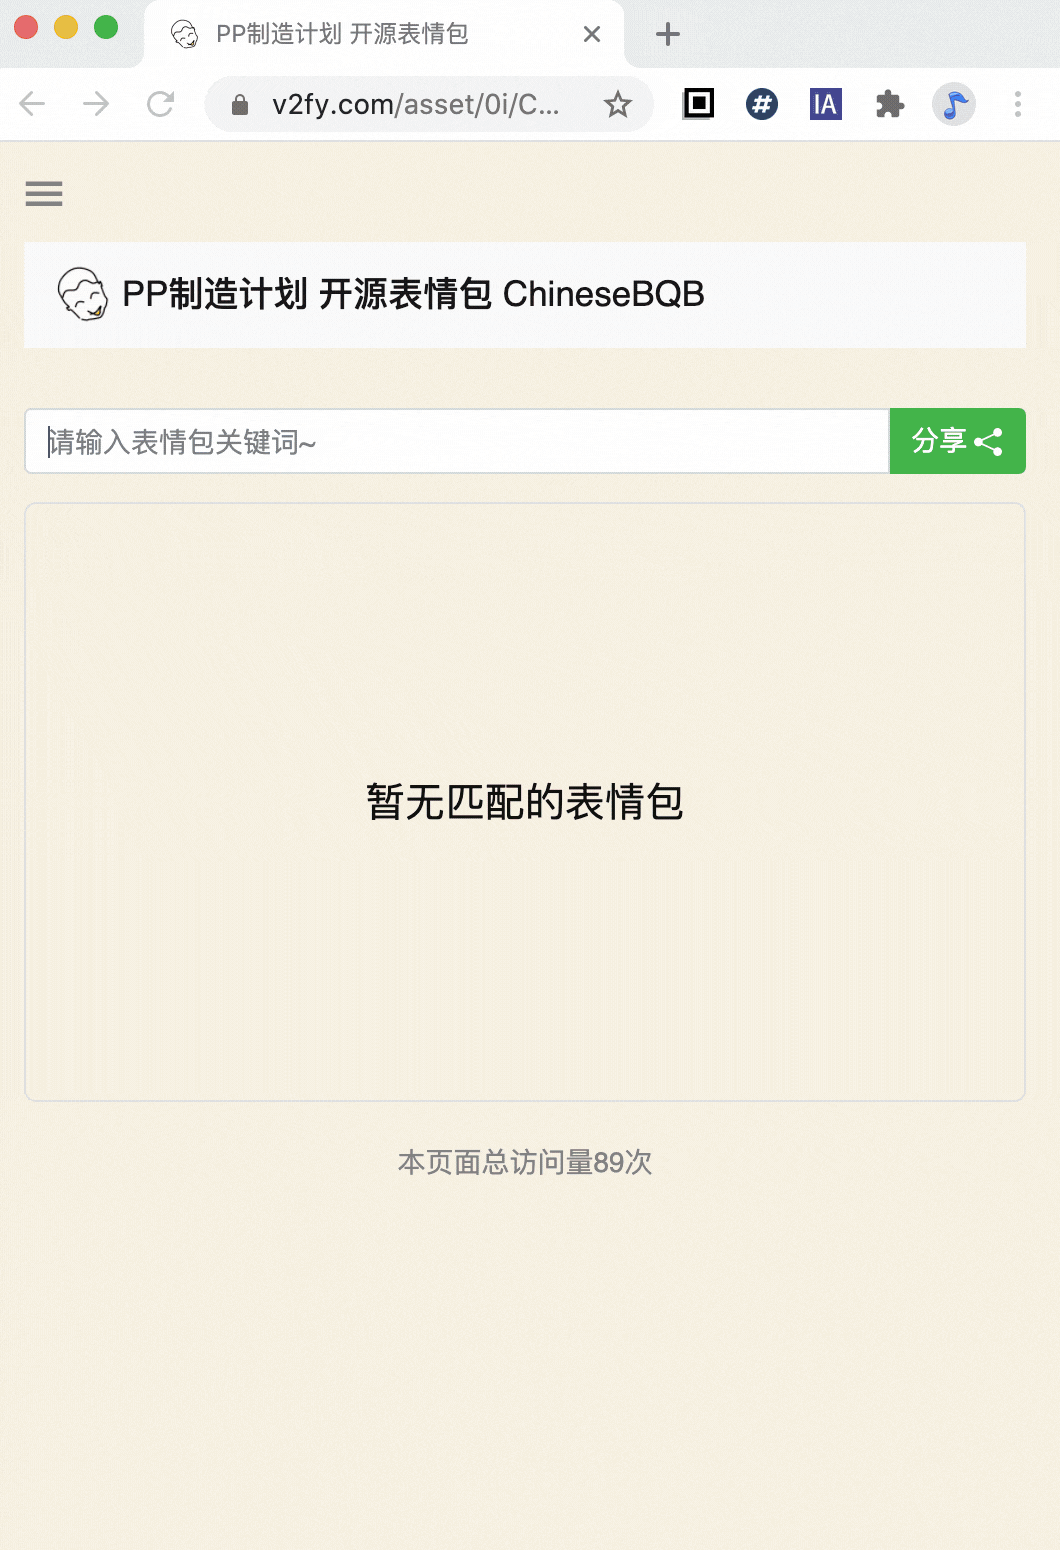 PP制造计划 开源表情包
v2fy.com/asset/0i/C...
#
IA
PP制造计划 开源表情包 ChineseBQB
请输入表情包关键词~
分享
暂无匹配的表情包
本页面总访问量89次